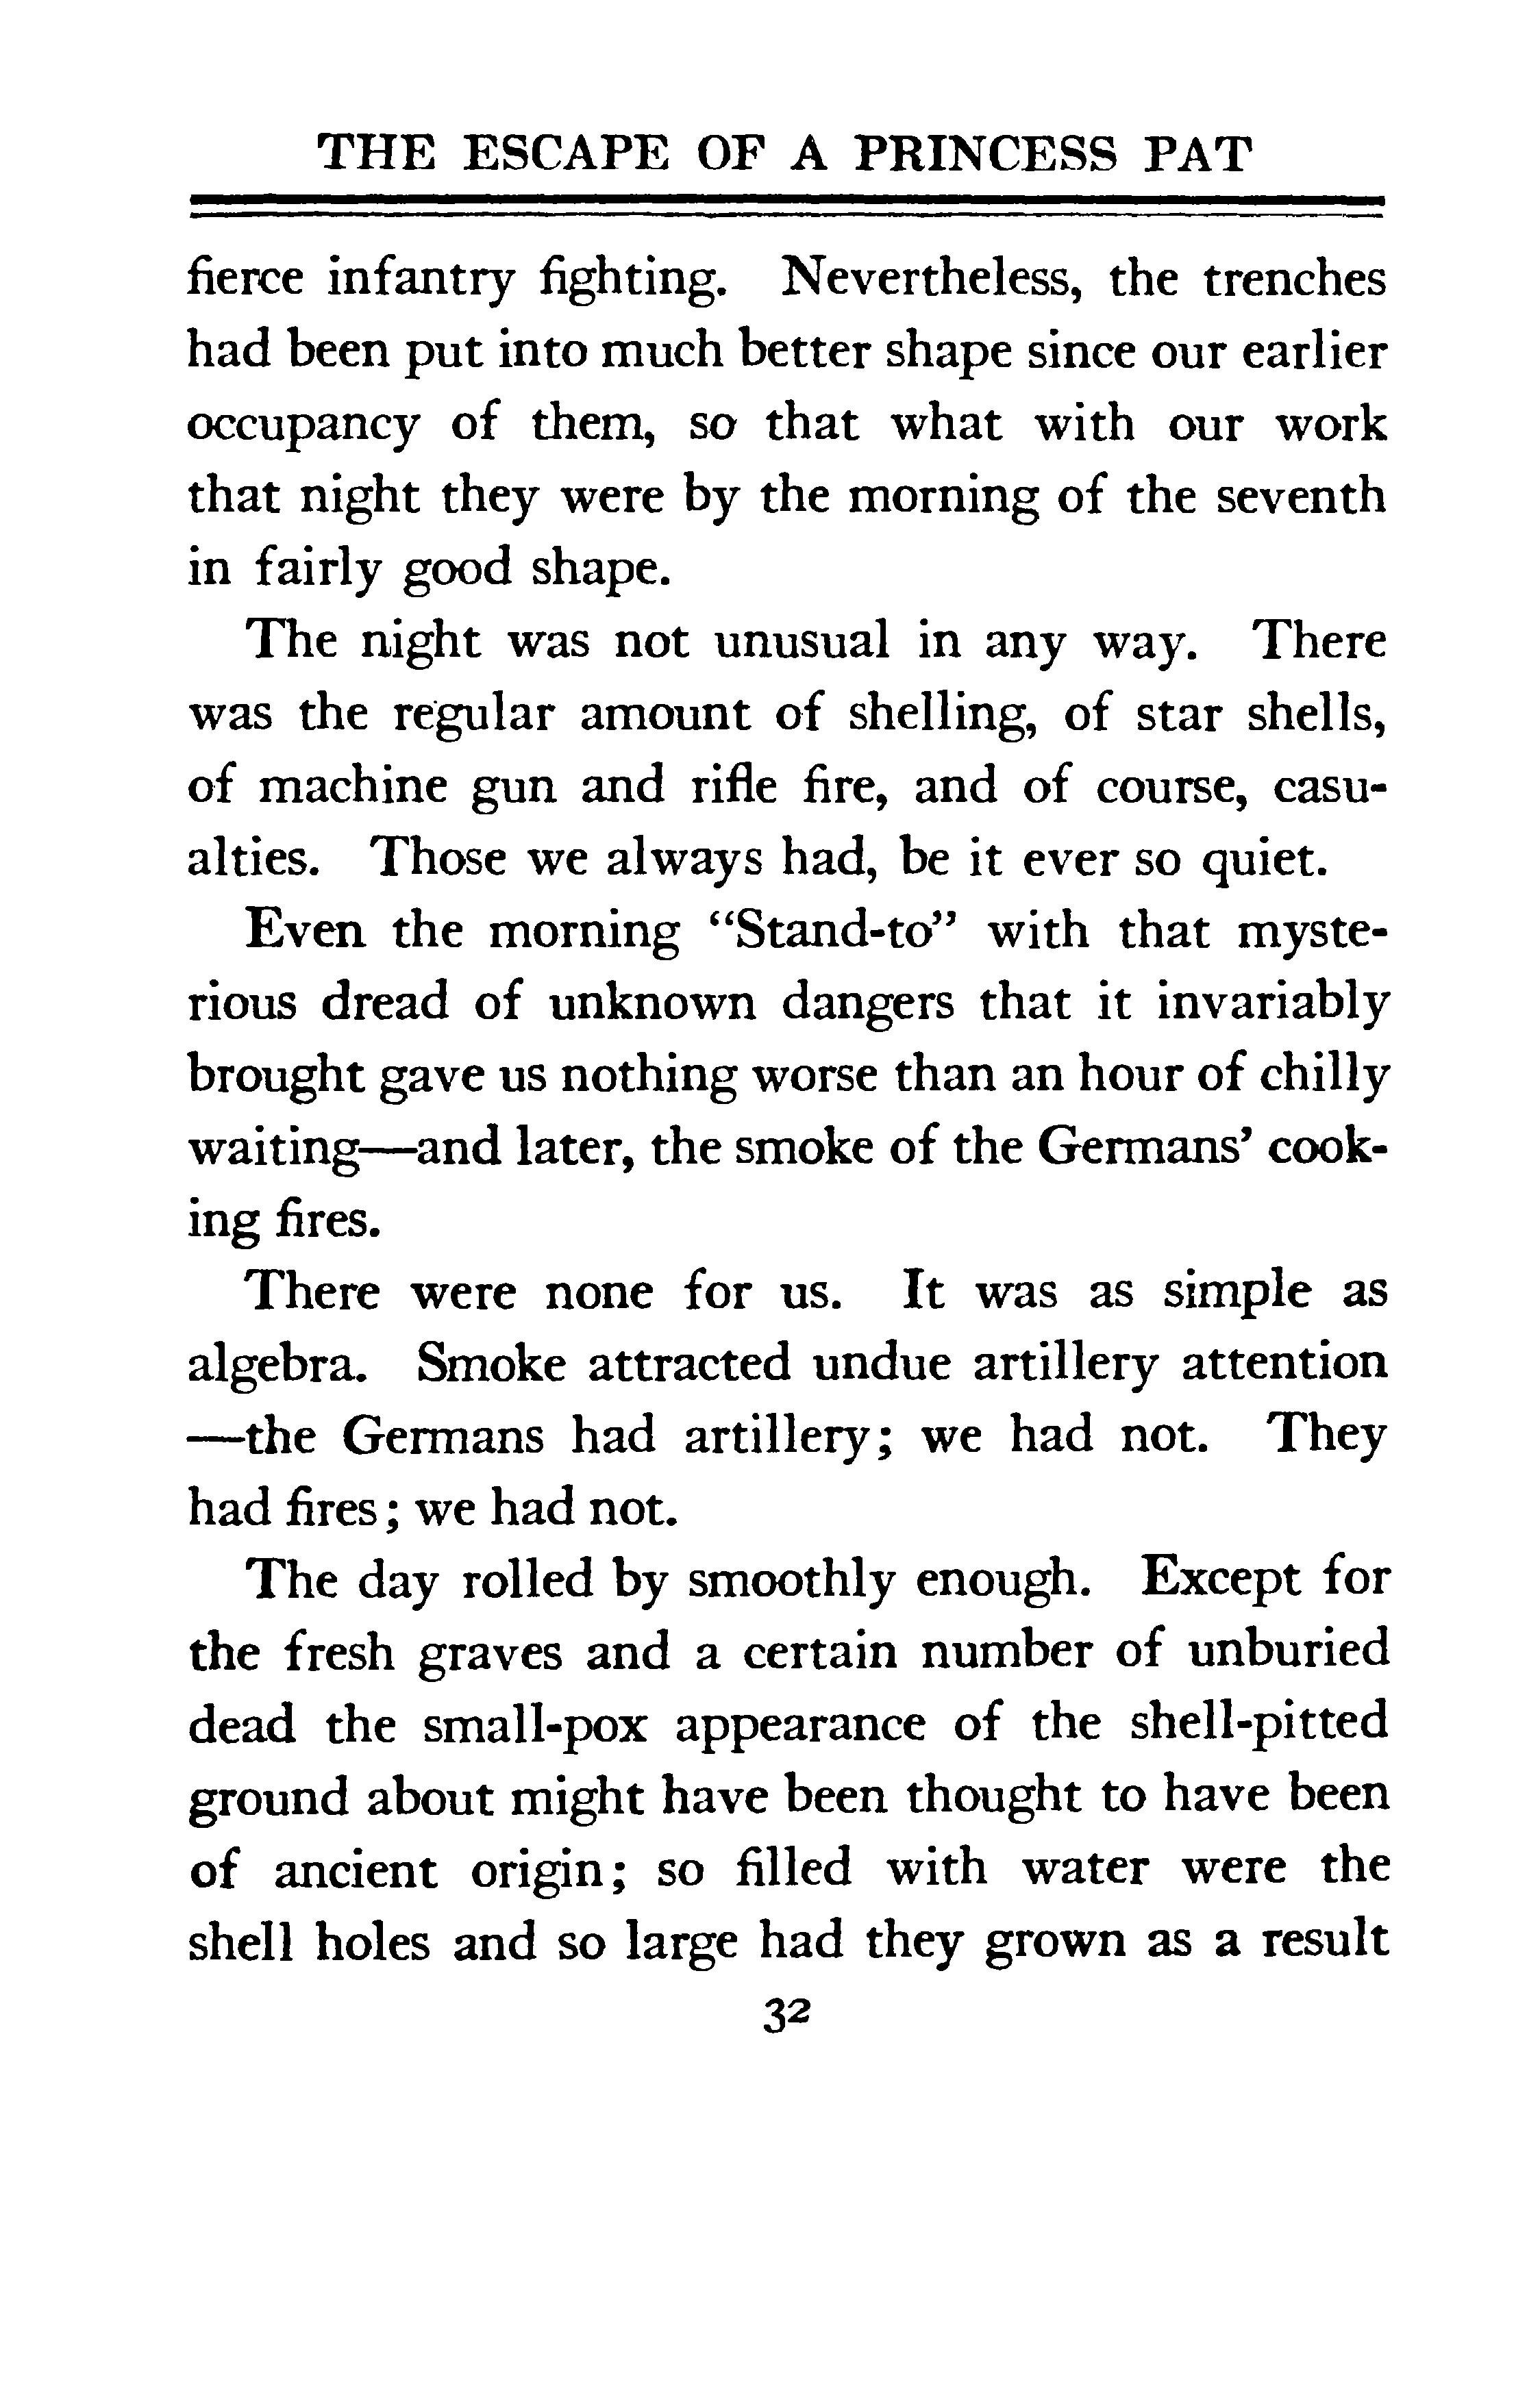 THE ESCAPE OF A PRINCESS PAT
fierce infantry fighting. Nevertheless, the trenches
had been put into much better shape since our earlier
occupancy of them, so that what with our work
that night they were by the morning of the seventh
in fairly good shape.
The night was not unusual in any way. There
was the regular amount of shelling, of star shells,
of machine gun and rifle fire, and of course, casu-
alties. Those we always had, be it ever so quiet.
Even the morning “Stand-to” with that myste-
rious dread of unknown dangers that it invariably
brought gave us nothing worse than an hour of chilly
waiting—and later, the smoke of the Germans’ cook-
ing fires.
There were none for us. It was as simple as
algebra. Smoke attracted undue artillery attention
—the Germans had artillery; we had not. They
had fires; we had not.
The day rolled by smoothly enough. Except for
the fresh graves and a certain number of unburied
dead the small-pox appearance of the shell-pitted
ground about might have been thought to have been
of ancient origin; so filled with water were the
shell holes and so large had they grown as a result
32